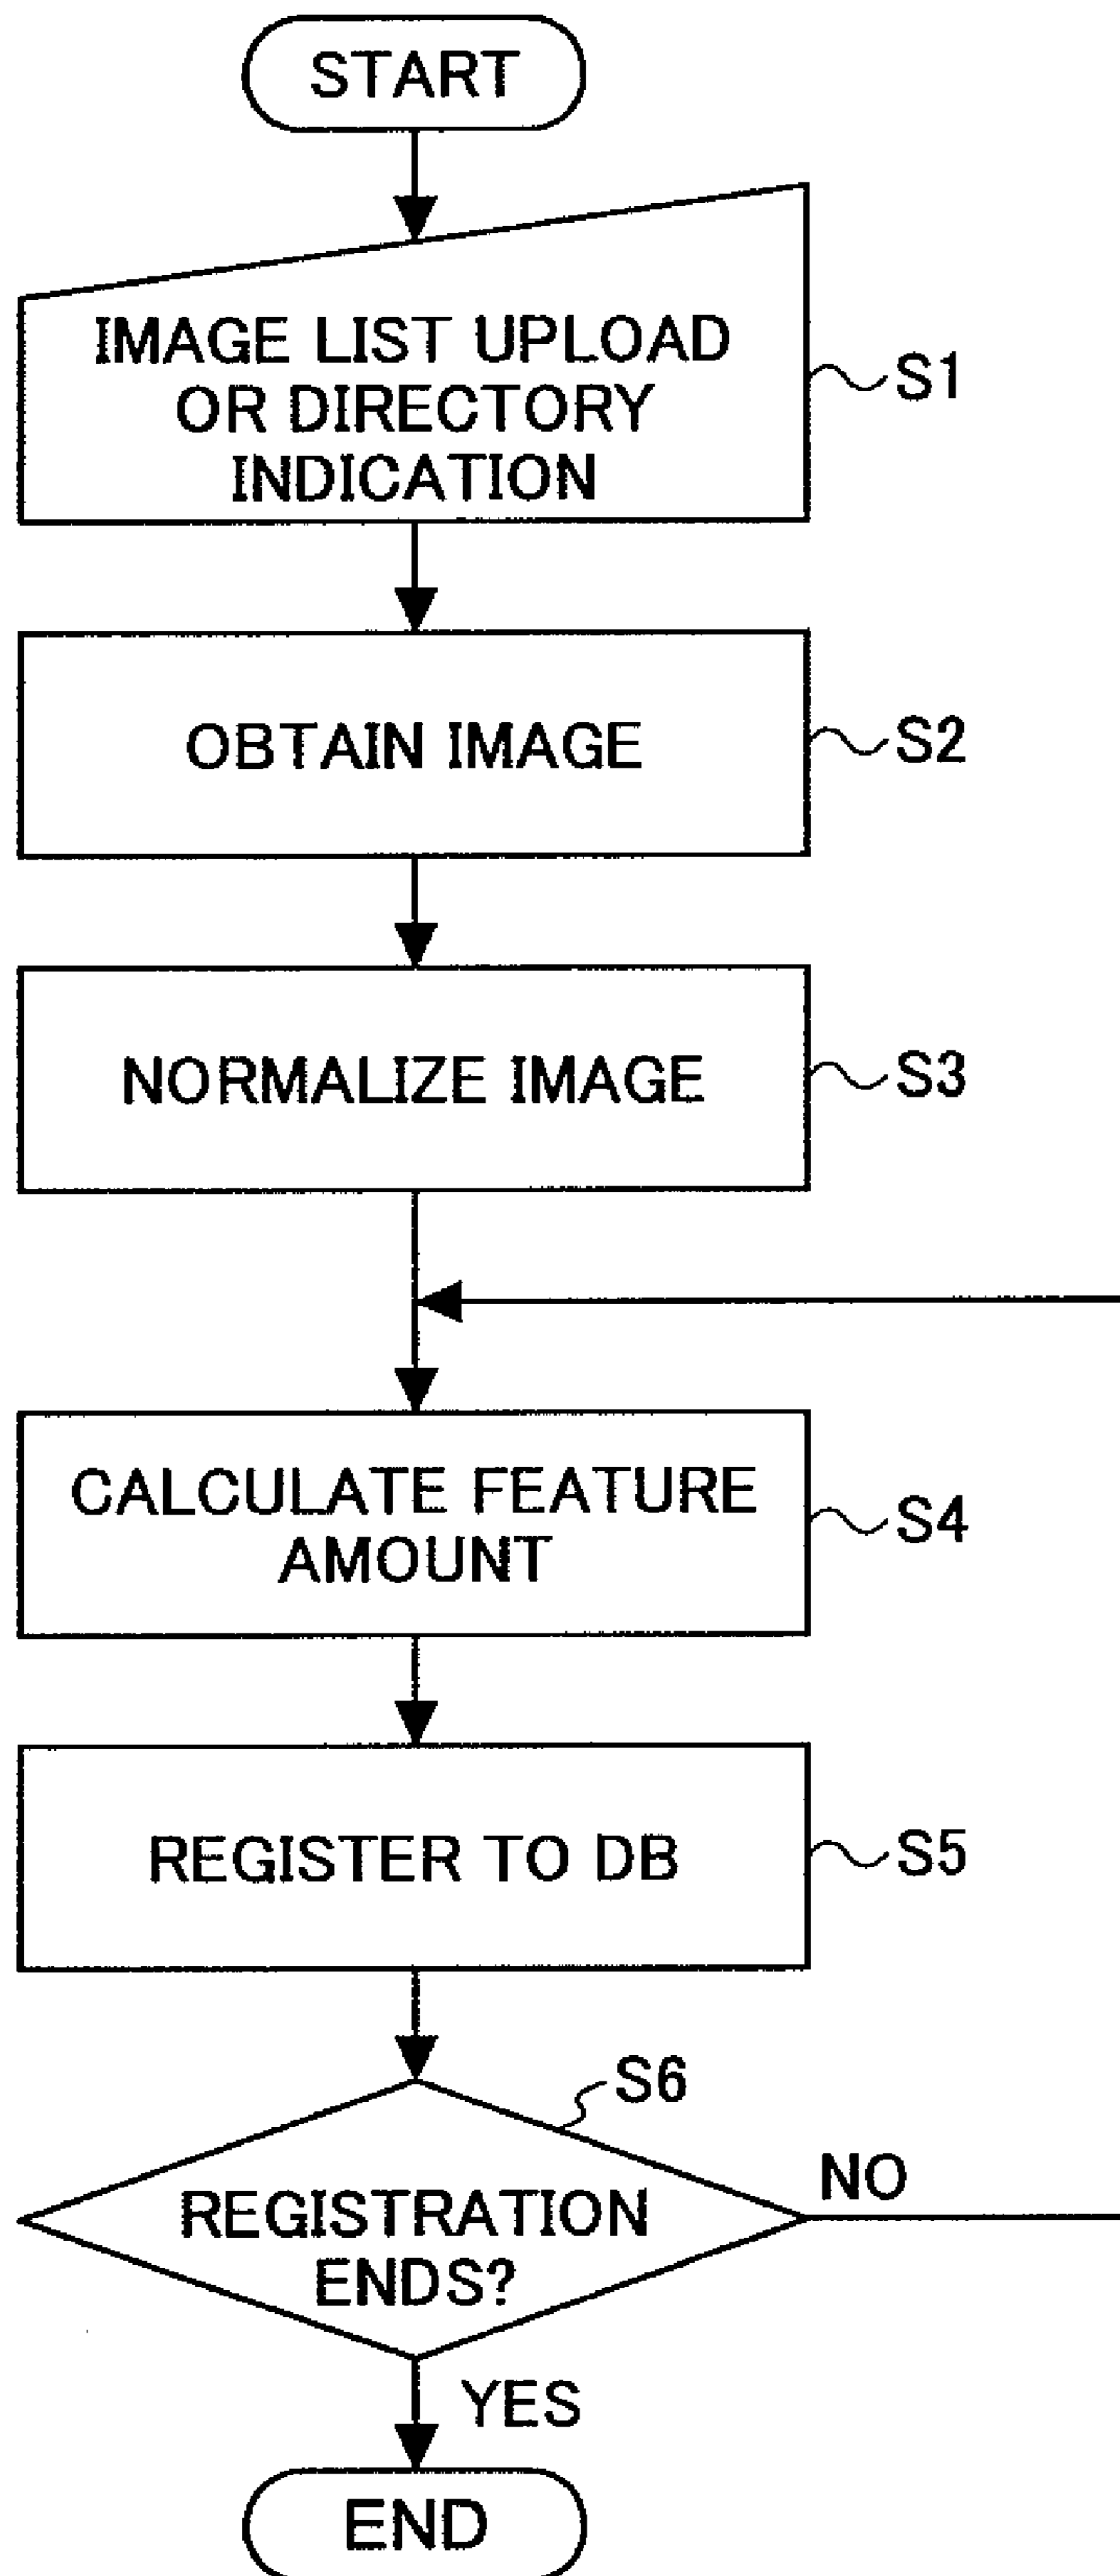 START
IMAGE LIST UPLOAD
OR DIRECTORY
INDICATION
S1
OBTAIN IMAGE
S2
NORMALIZE IMAGE
S3
CALCULATE FEATURE
AMOUNT
S4
REGISTER TO DB
S5
S6
REGISTRATION
ENDS?
NO
YES
END